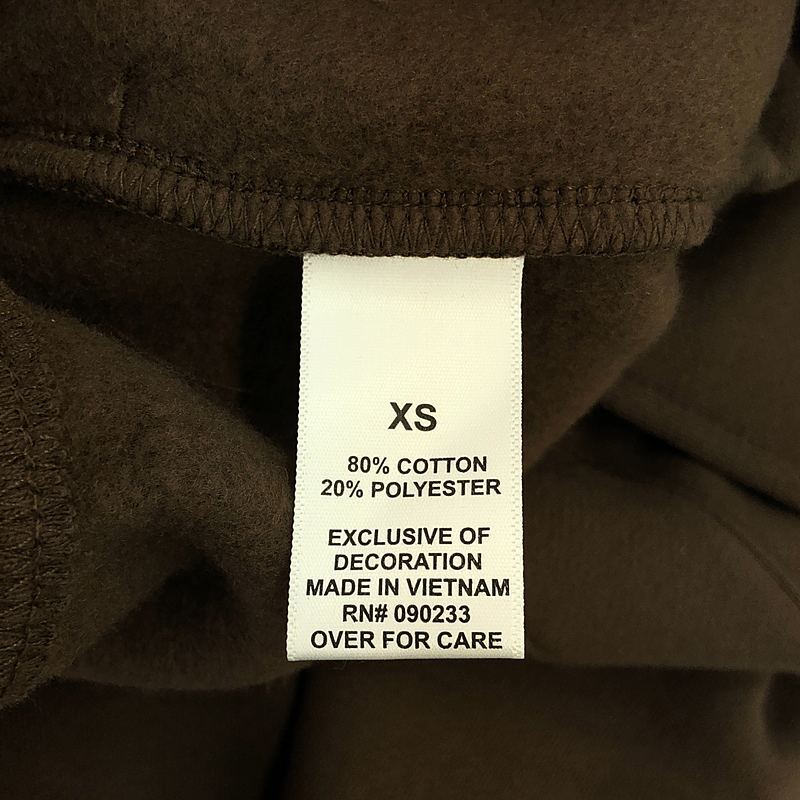 XS
80% COTTON
20% POLYESTER
EXCLUSIVE OF
DECORATION
MADE IN VIETNAM
RN# 090233
OVER FOR CARE